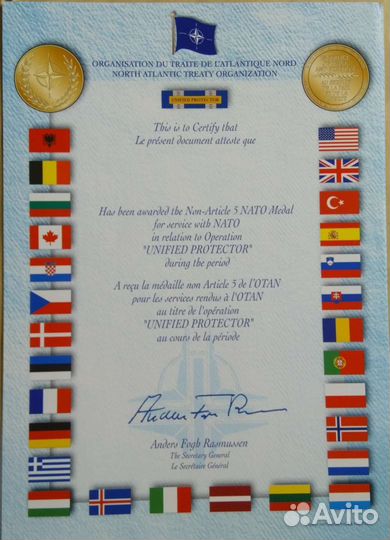 ORGANISATION DU TRAITE DE L'ATLANTIQUE NORD
NORTH ATLANTIC TREATY ORGANIZATION
UNIFIED PROTECTOR
This is to Certify that
Le présent document atteste que
Has been awarded the Non-Article 5 NATO Medal
for service with NATO
in relation to Operation
"UNIFIED PROTECTOR"
during the period
A reçu la médaille non Article 5 de l'OTAN
pour les services rendus à l'OTAN
au titre de l'opération
"UNIFIED PROTECTOR"
au cours de la période
Anders Fogh Rasmussen
The Secretary General
Le Secrétaire Général
Avito